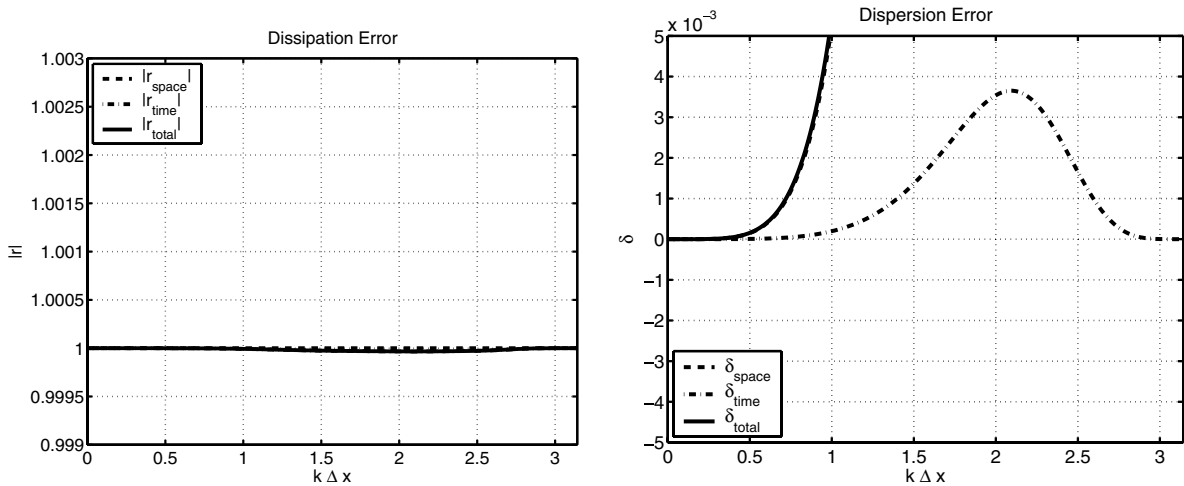 Dissipation Error
1.003
1.0025
1.002
1.0015
1.001
1.0005
1
0.9995
0.999
|r|
|r_space|
|r_time|
|r_total|
0 0.5 1 1.5 2 2.5 3
k Δ x
Dispersion Error
x 10^−3
5
4
3
2
1
0
−1
−2
−3
−4
−5
δ
δ_space
δ_time
δ_total
0 0.5 1 1.5 2 2.5 3
k Δ x